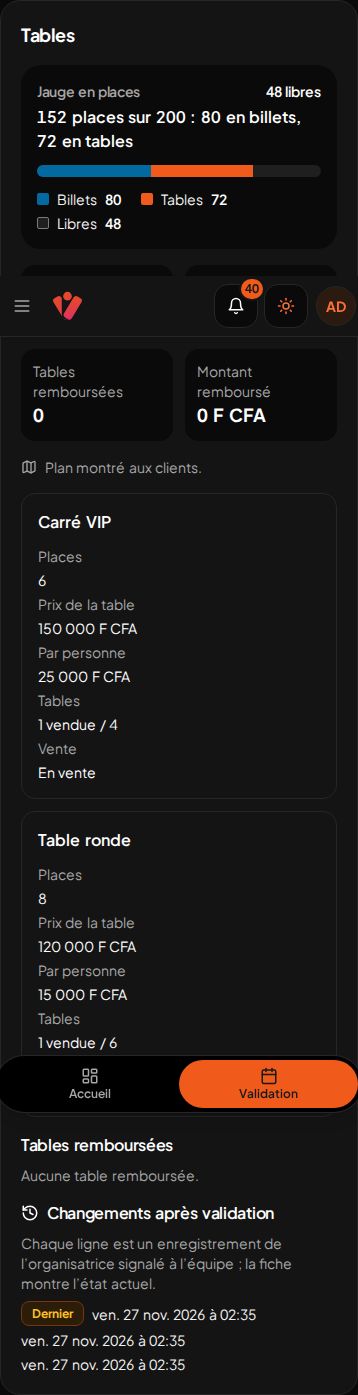 Tables
Jauge en places
48 libres
152 places sur 200 : 80 en billets,
72 en tables
Billets 80 Tables 72
Libres 48
40
AD
Tables
remboursées
0
Montant
remboursé
0 F CFA
Plan montré aux clients.
Carré VIP
Places
6
Prix de la table
150 000 F CFA
Par personne
25 000 F CFA
Tables
1 vendue / 4
Vente
En vente
Table ronde
Places
8
Prix de la table
120 000 F CFA
Par personne
15 000 F CFA
Tables
1 vendue / 6
Accueil
Validation
Tables remboursées
Aucune table remboursée.
Changements après validation
Chaque ligne est un enregistrement de
l'organisatrice signalé à l'équipe ; la fiche
montre l'état actuel.
Dernier ven. 27 nov. 2026 à 02:35
ven. 27 nov. 2026 à 02:35
ven. 27 nov. 2026 à 02:35